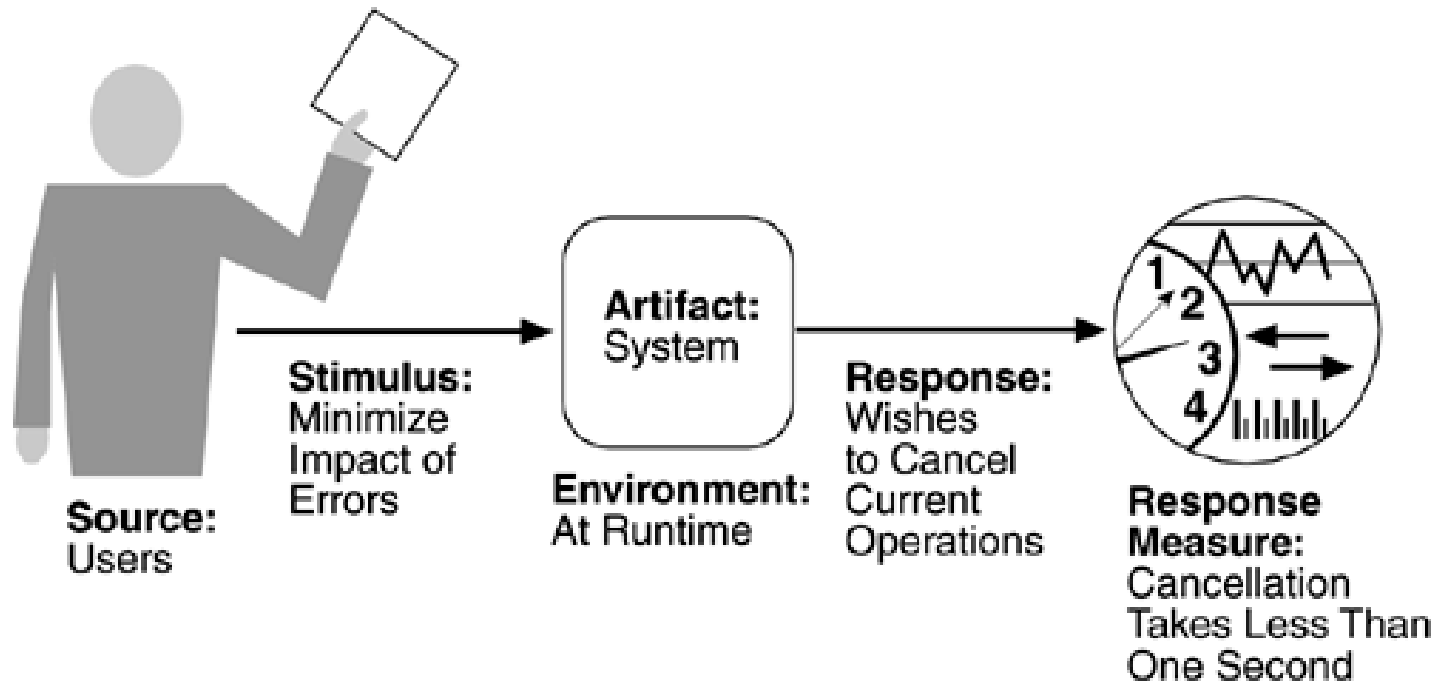 Source:
Users
Stimulus:
Minimize
Impact of
Errors
Artifact:
System
Environment:
At Runtime
Response:
Wishes
to Cancel
Current
Operations
1
2
3
4
Response
Measure:
Cancellation
Takes Less Than
One Second